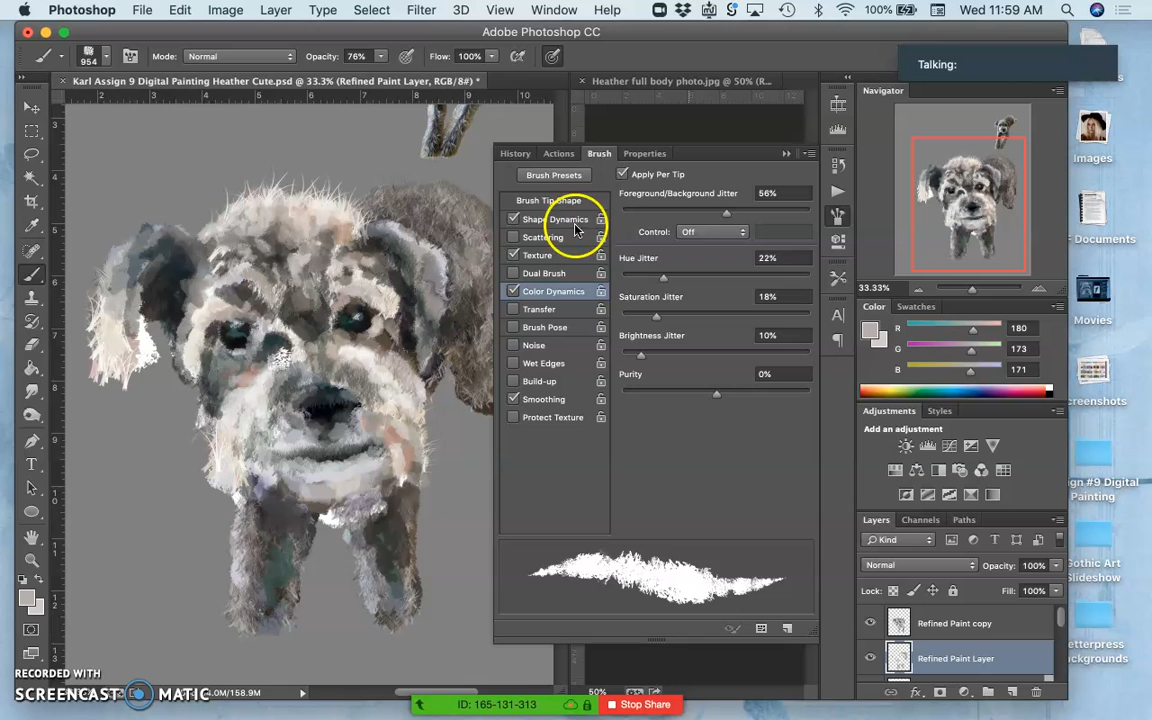 Photoshop File Edit Image Layer Type Select Filter 3D View Window Help 100% Wed 11:59 AM
Adobe Photoshop CC
954 Mode: Normal Opacity: 76% Flow: 100%
Talking:
Karl Assign 9 Digital Painting Heather Cute.psd @ 33.3% (Refined Paint Layer, RGB/8#) *
Heather full body photo.jpg @ 50% (R...
Navigator
33.33%
History Actions Brush Properties
Brush Presets
Brush Tip Shape
Shape Dynamics
Scattering
Texture
Dual Brush
Color Dynamics
Transfer
Brush Pose
Noise
Wet Edges
Build-up
Smoothing
Protect Texture
Apply Per Tip
Foreground/Background Jitter 56%
Control: Off
Hue Jitter 22%
Saturation Jitter 18%
Brightness Jitter 10%
Purity 0%
Color Swatches
R 180
G 173
B 171
Adjustments Styles
Add an adjustment
Layers Channels Paths
Kind
Normal Opacity: 100%
Lock: Fill: 100%
Refined Paint copy
Refined Paint Layer
Images
F Documents
Movies
creenshots
ign #9 Digital
Painting
Gothic Art
Slideshow
etterpress
ackgrounds
RECORDED WITH
SCREENCAST MATIC
.0M/158.9M
50%
ID: 165-131-313 Stop Share